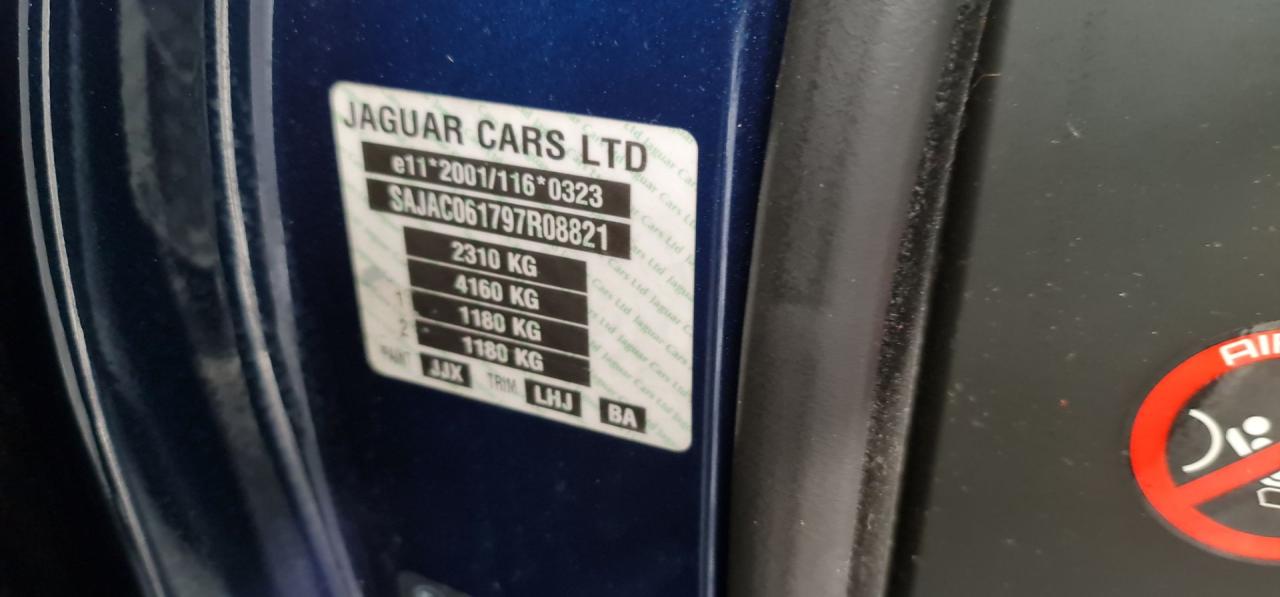 JAGUAR CARS LTD
e11*2001/116*0323
SAJAC061797R08821
2310 KG
4160 KG
1 1180 KG
2 1180 KG
PAINT JJX TRIM LHJ BA